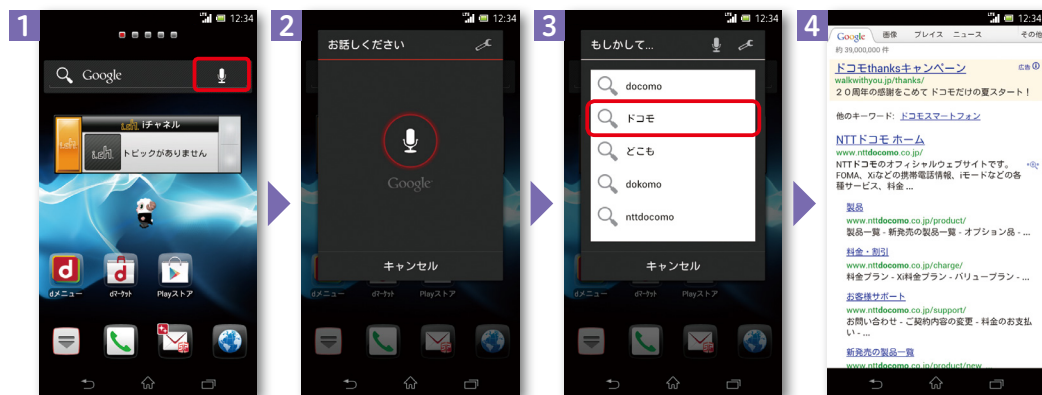 1
12:34
Google
iチャネル
トピックがありません
dメニュー
dマーケット
Playストア
2
12:34
お話しください
Google
キャンセル
dメニュー
dマーケット
Playストア
3
12:34
もしかして...
docomo
ドコモ
どこも
dokomo
nttdocomo
キャンセル
dメニュー
dマーケット
Playストア
4
12:34
Google 画像 プレイス ニュース その他
約 39,000,000 件
ドコモthanksキャンペーン 広告
walkwithyou.jp/thanks/
２０周年の感謝をこめて ドコモだけの夏スタート！
他のキーワード: ドコモスマートフォン
NTTドコモ ホーム
www.nttdocomo.co.jp/
NTTドコモのオフィシャルウェブサイトです。
FOMA、Xiなどの携帯電話情報、iモードなどの各
種サービス、料金 ...
製品
www.nttdocomo.co.jp/product/
製品一覧 - 新発売の製品一覧 - オプション品 - ...
料金・割引
www.nttdocomo.co.jp/charge/
料金プラン - Xi料金プラン - バリュープラン - ...
お客様サポート
www.nttdocomo.co.jp/support/
お問い合わせ - ご契約内容の変更 - 料金のお支払
い - ...
新発売の製品一覧
www.nttdocomo.co.jp/product/new